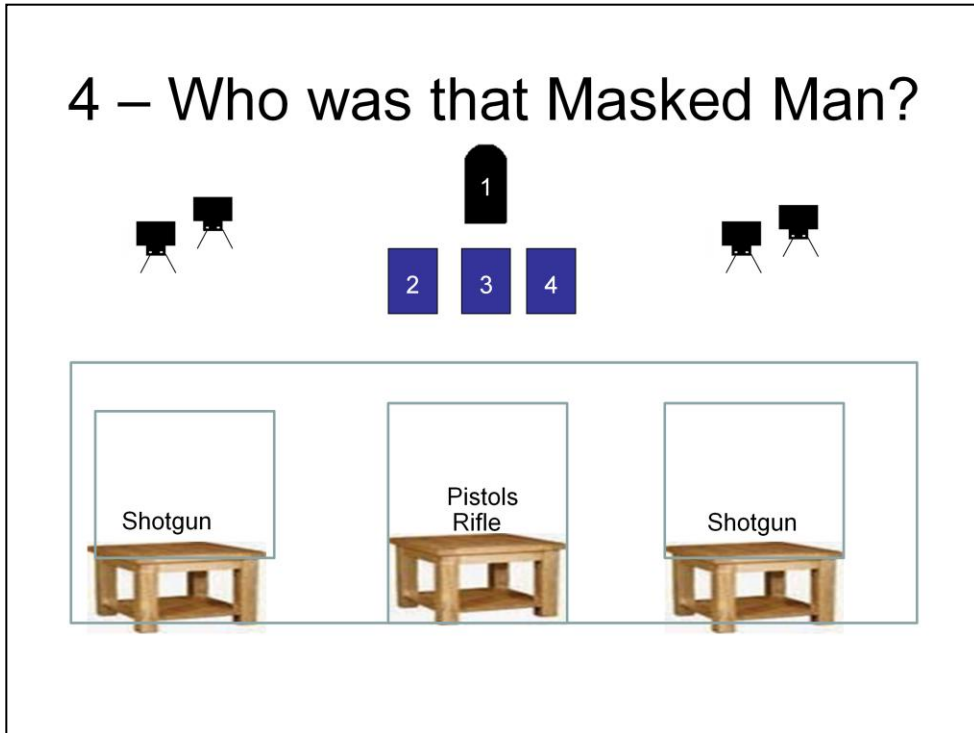 4 – Who was that Masked Man?
1
2 3 4
Shotgun
Pistols
Rifle
Shotgun